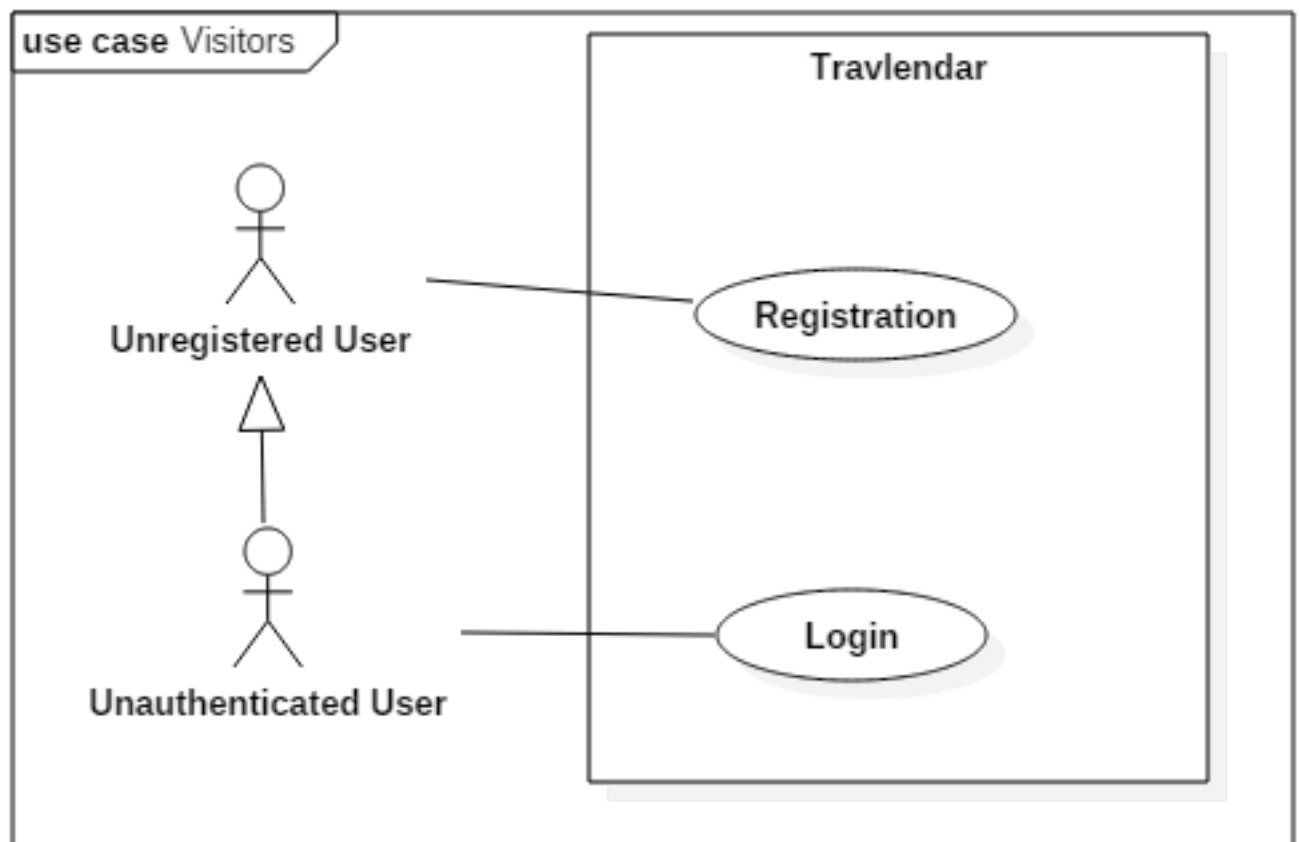 use case Visitors
Travlendar
Registration
Unregistered User
Login
Unauthenticated User